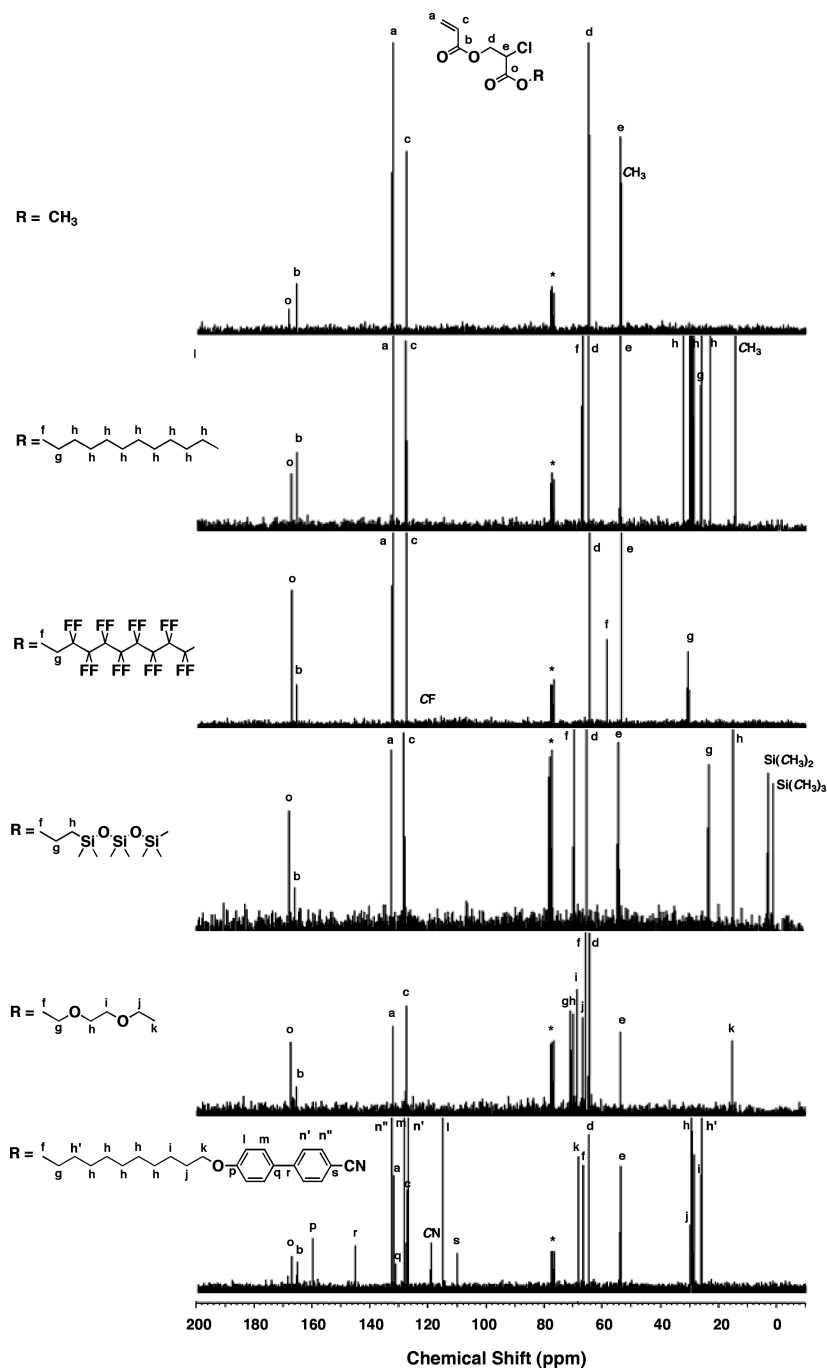 a
c
b
d
e
Cl
O
O
o
R
O
O
a
c
d
e
CH3
R = CH3
b
o
*
l
a
c
f
d
e
h
h
h
CH3
g
R =
f
h
h
h
h
h
g
h
h
h
h
b
o
*
a
c
d
e
o
f
g
b
CF
*
R =
f
g
FF FF FF FF
FF FF FF FF
a
c
*
f
d
e
g
h
Si(CH3)2
Si(CH3)3
o
b
R =
f
h
g
Si O Si O Si
f
d
i
c
gh
j
a
o
b
*
e
k
R =
f
O
i
j
g
h
O
k
n''
m
n'
l
d
h
h'
R =
f
h'
h
h
h
i
k
l
m
n'
n''
g
h
h
h
j
O
p
q
r
s
CN
a
c
k
f
e
i
j
o
b
p
r
q
CN
s
*
200 180 160 140 120 100 80 60 40 20 0
Chemical Shift (ppm)